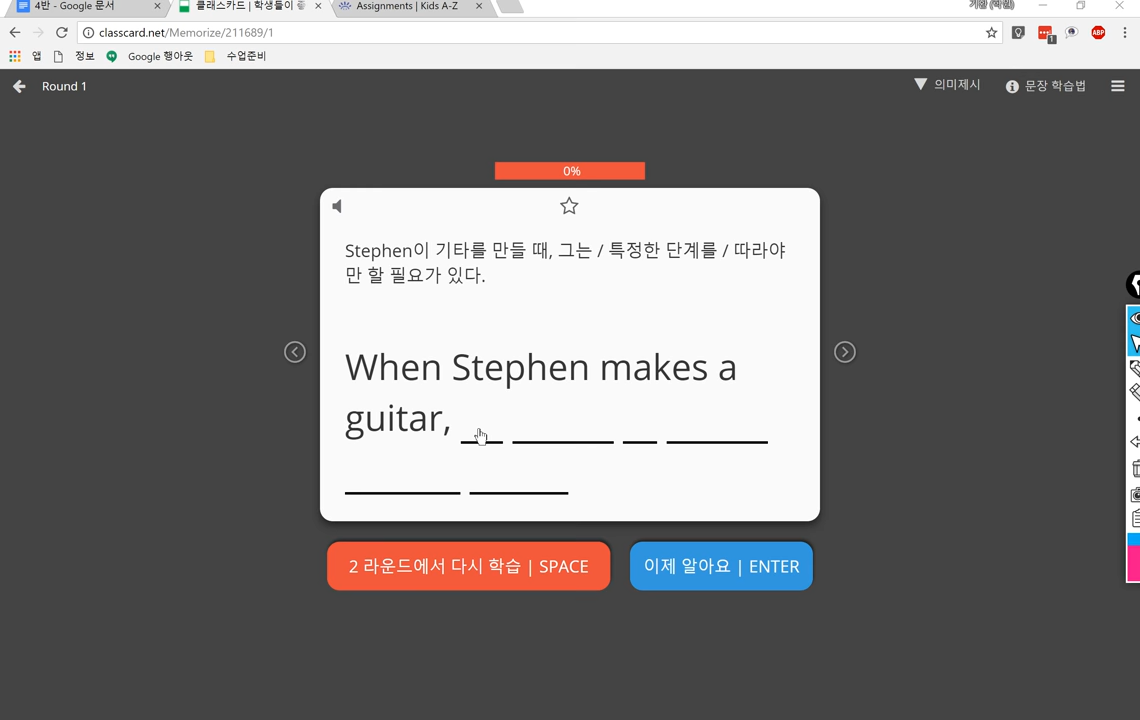 4반 - Google 문서
클래스카드 | 학생들이 좋
Assignments | Kids A-Z
classcard.net/Memorize/211689/1
1
ABP
앱
정보
Google 행아웃
수업준비
Round 1
의미제시
문장 학습법
0%
Stephen이 기타를 만들 때, 그는 / 특정한 단계를 / 따라야
만 할 필요가 있다.
When Stephen makes a
guitar,
2 라운드에서 다시 학습 | SPACE
이제 알아요 | ENTER